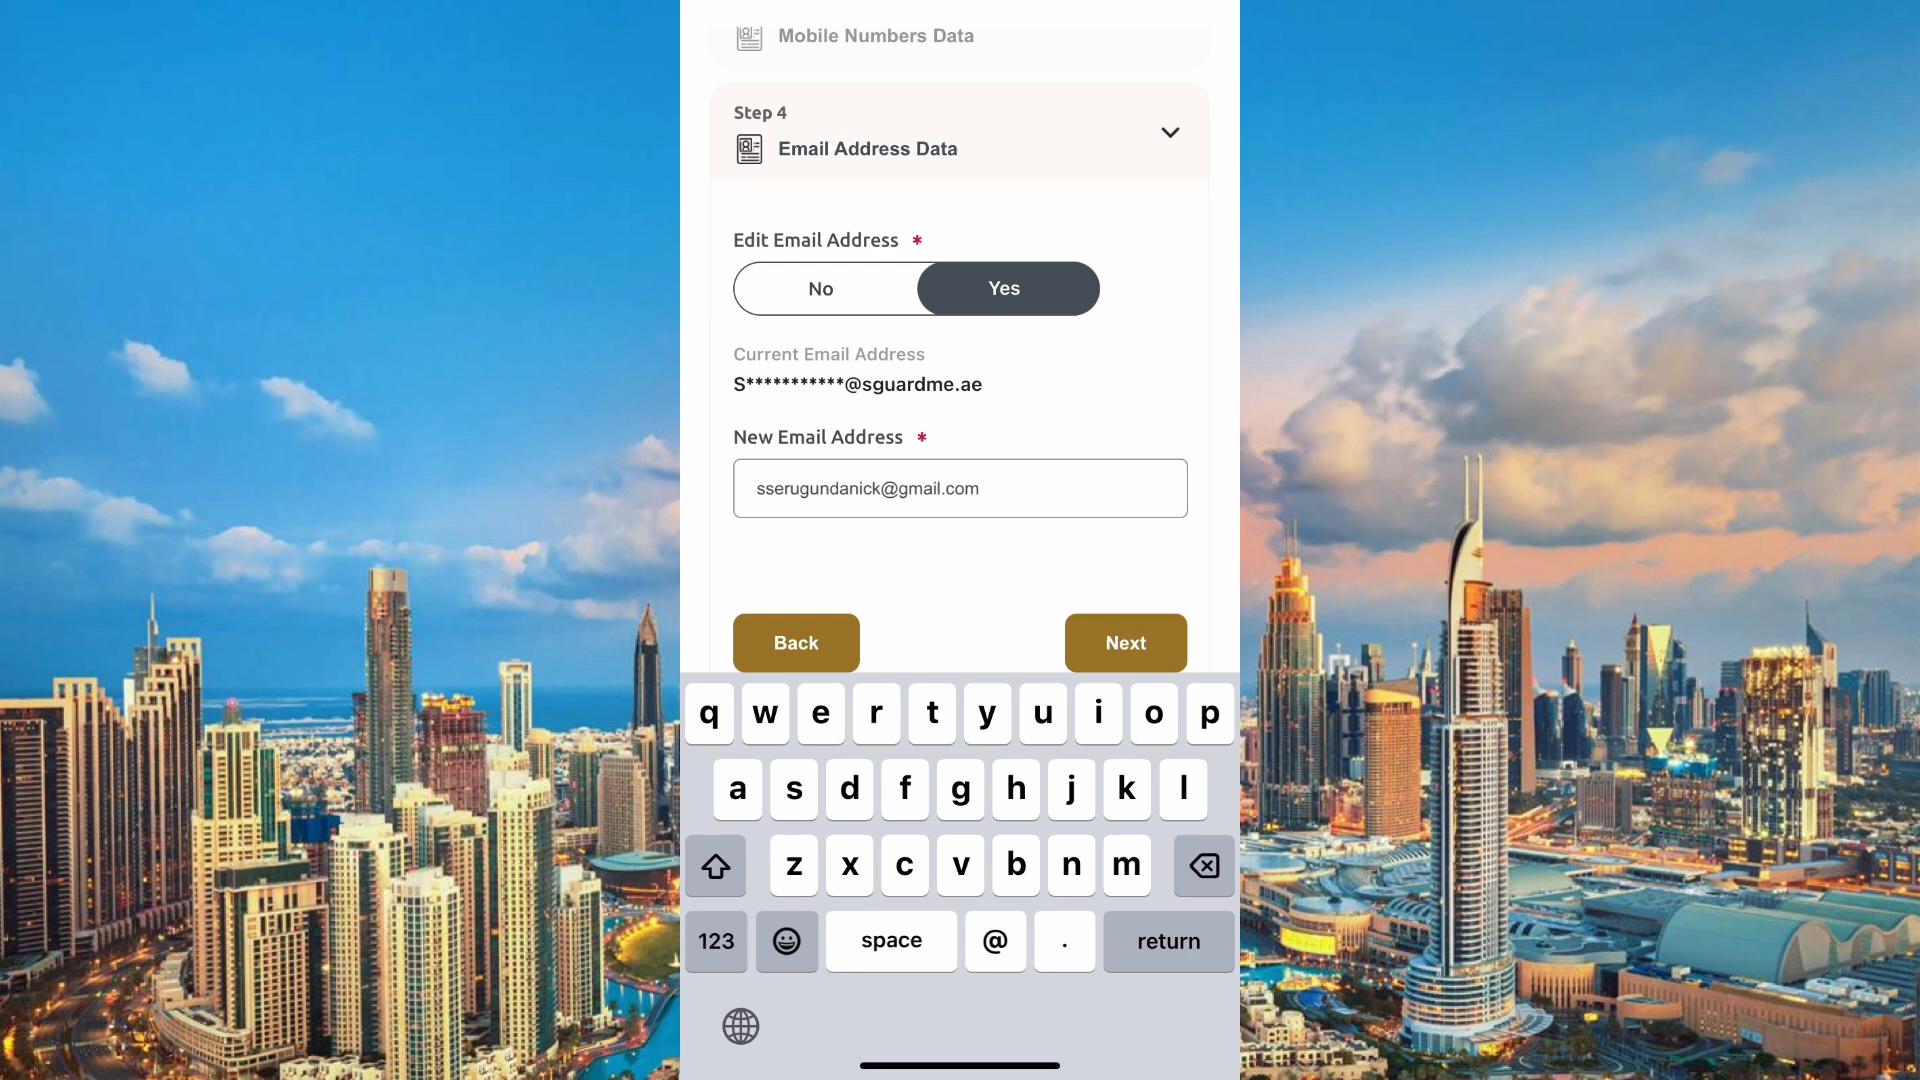 Mobile Numbers Data
Step 4
Email Address Data
Edit Email Address *
No
Yes
Current Email Address
S***********@sguardme.ae
New Email Address *
sserugundanick@gmail.com
Back
Next
q w e r t y u i o p
a s d f g h j k l
z x c v b n m
123 space @ . return